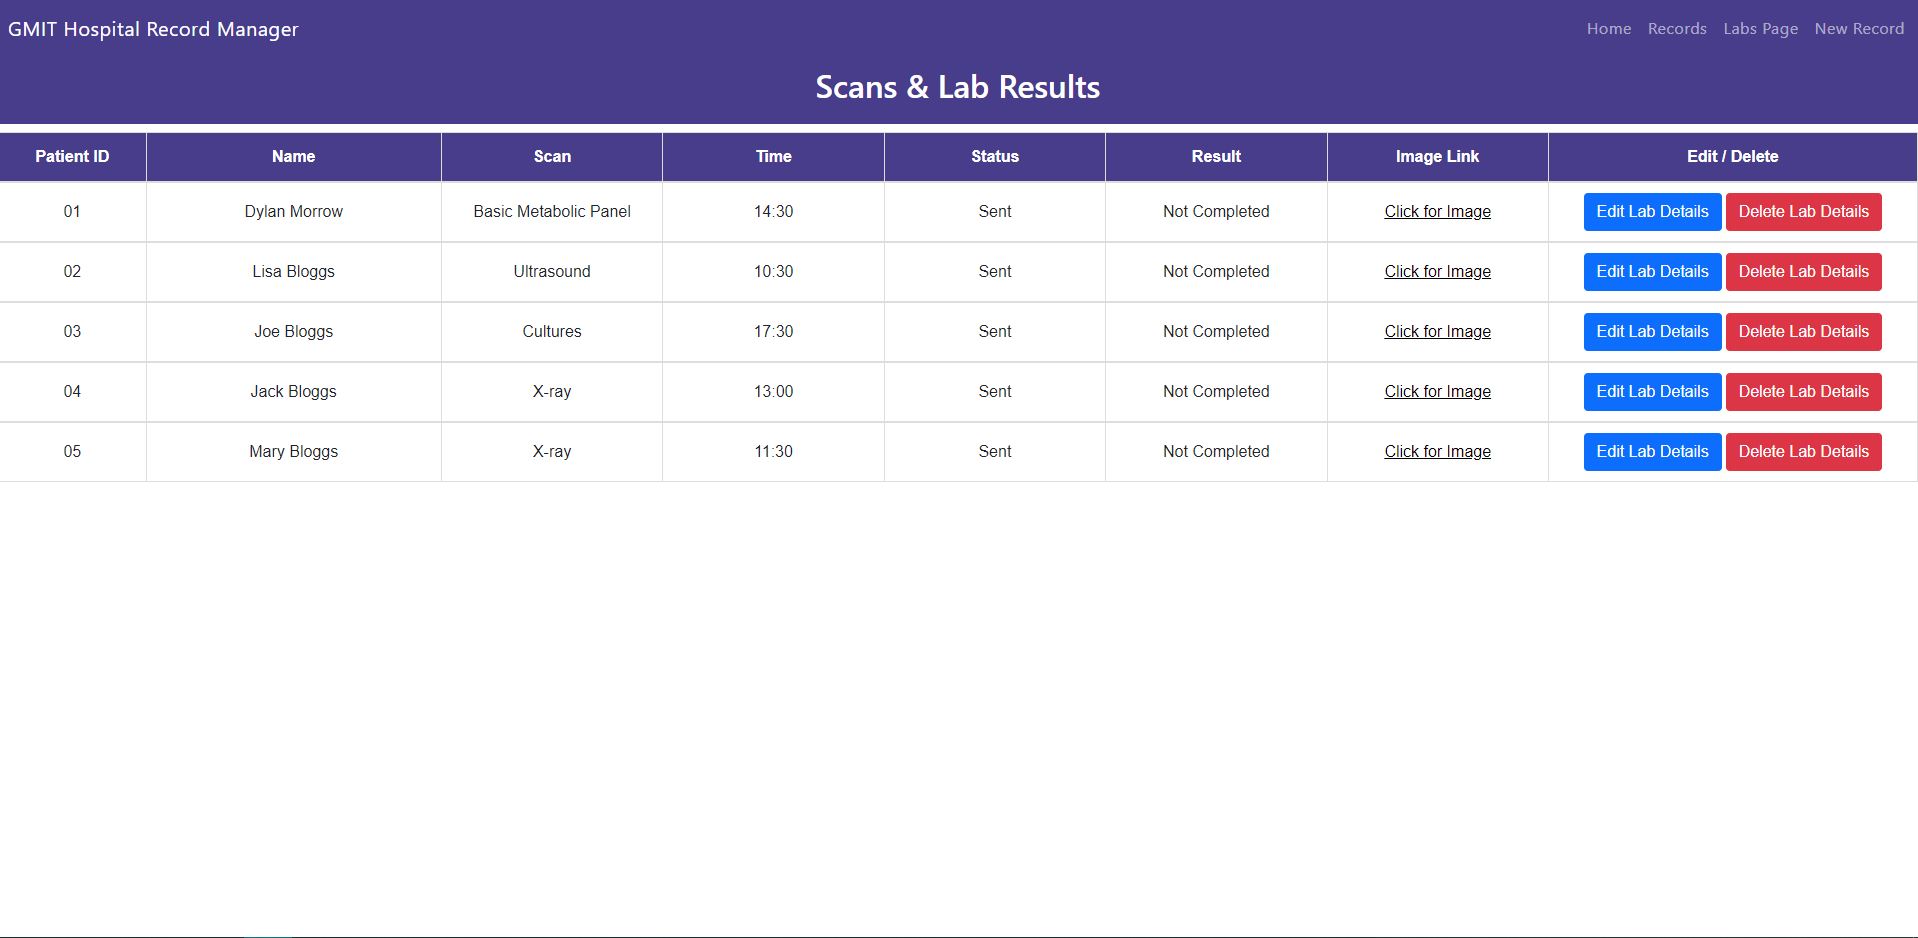 GMIT Hospital Record Manager Home Records Labs Page New Record
Scans & Lab Results
Patient ID Name Scan Time Status Result Image Link Edit / Delete
01 Dylan Morrow Basic Metabolic Panel 14:30 Sent Not Completed Click for Image Edit Lab Details Delete Lab Details
02 Lisa Bloggs Ultrasound 10:30 Sent Not Completed Click for Image Edit Lab Details Delete Lab Details
03 Joe Bloggs Cultures 17:30 Sent Not Completed Click for Image Edit Lab Details Delete Lab Details
04 Jack Bloggs X-ray 13:00 Sent Not Completed Click for Image Edit Lab Details Delete Lab Details
05 Mary Bloggs X-ray 11:30 Sent Not Completed Click for Image Edit Lab Details Delete Lab Details